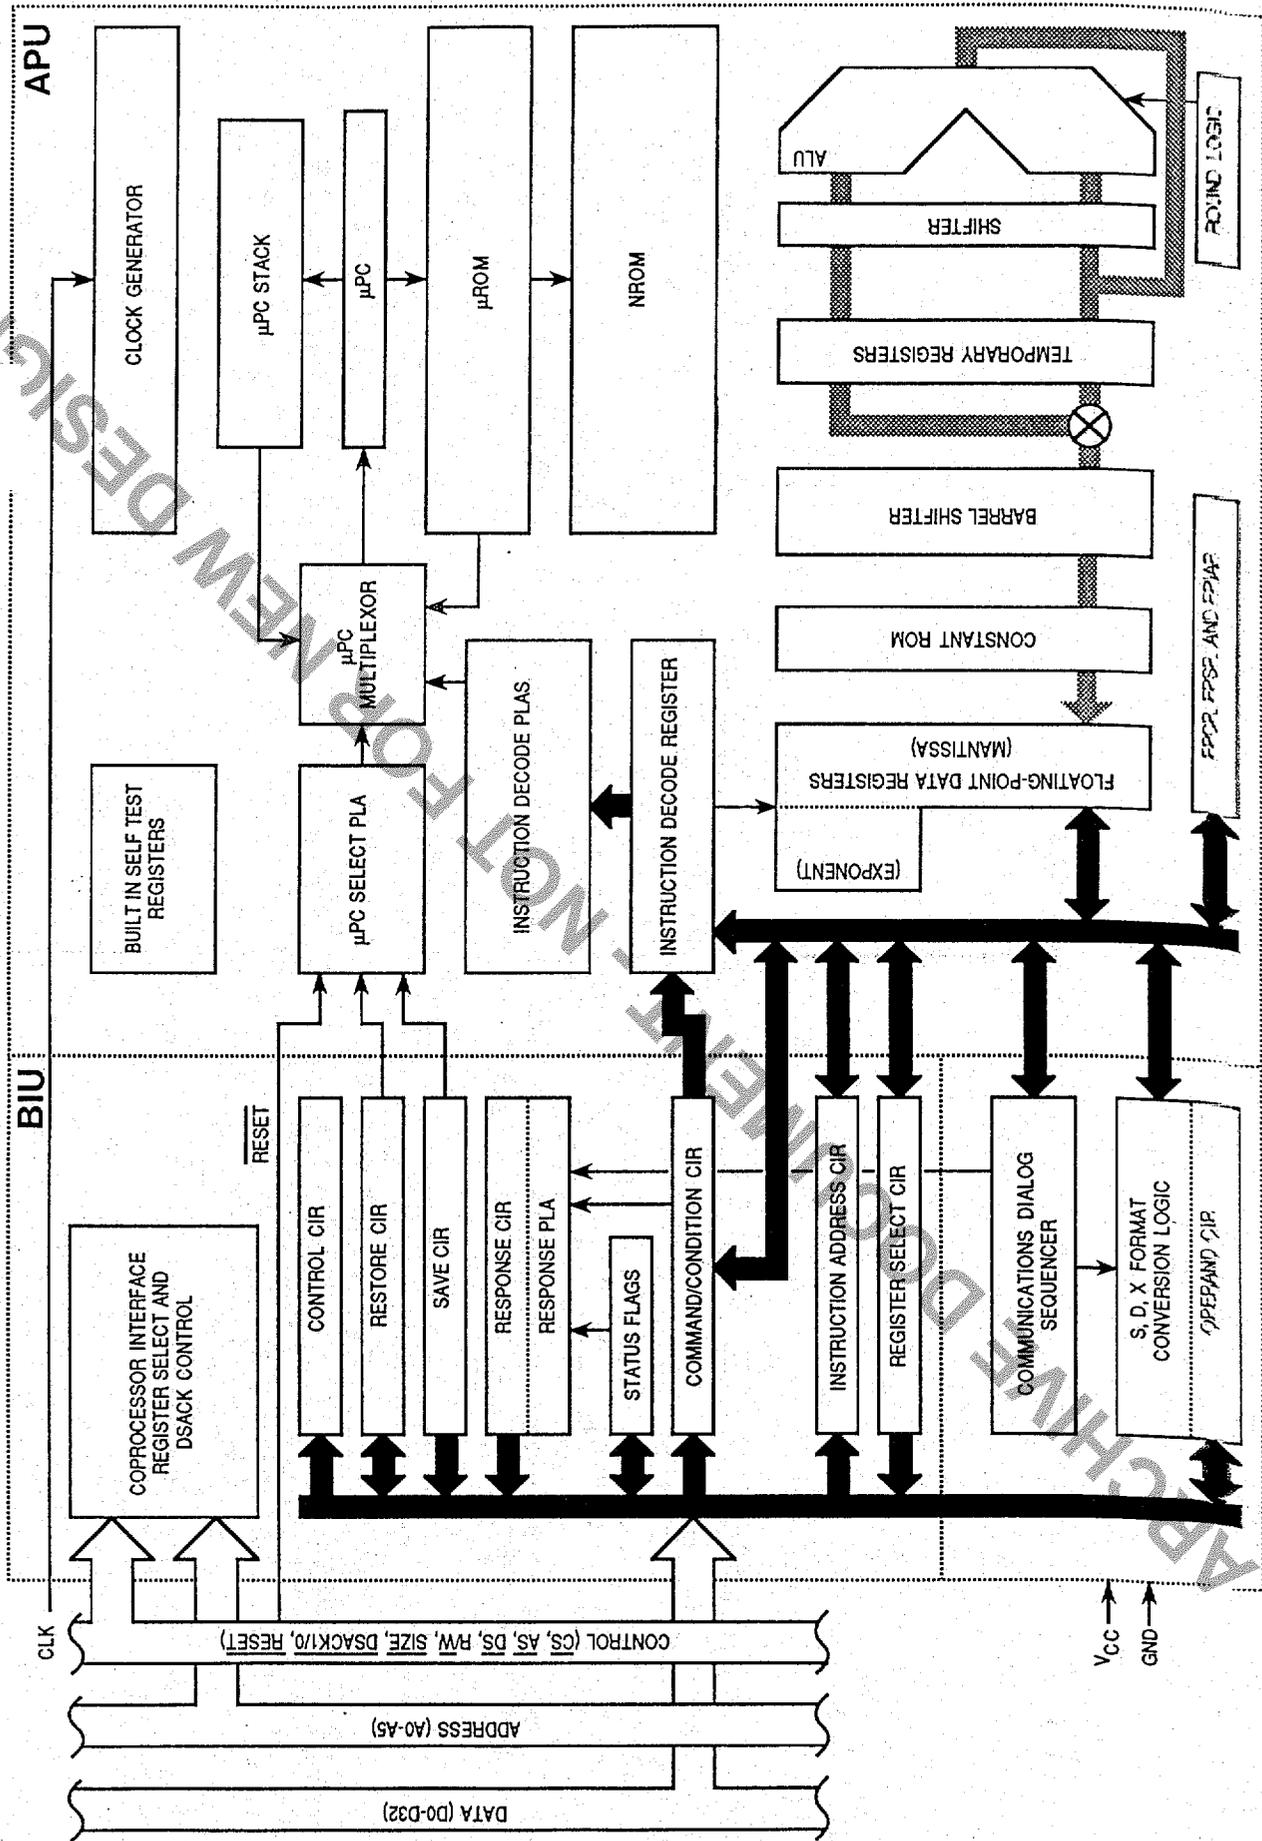 APU
BIU
CLK
CLOCK GENERATOR
BUILT IN SELF TEST
REGISTERS
COPROCESSOR INTERFACE
REGISTER SELECT AND
DSACK CONTROL
RESET
µPC STACK
µPC
µROM
NROM
µPC
MULTIPLEXOR
µPC SELECT PLA
INSTRUCTION DECODE PLAS
INSTRUCTION DECODE REGISTER
CONTROL CIR
RESTORE CIR
SAVE CIR
RESPONSE CIR
RESPONSE PLA
STATUS FLAGS
COMMAND/CONDITION CIR
INSTRUCTION ADDRESS CIR
REGISTER SELECT CIR
COMMUNICATIONS DIALOG
SEQUENCER
S, D, X FORMAT
CONVERSION LOGIC
OPERAND CIR
(EXPONENT)
FLOATING-POINT DATA REGISTERS
(MANTISSA)
CONSTANT ROM
BARREL SHIFTER
TEMPORARY REGISTERS
SHIFTER
ALU
ROUND LOGIC
FPCR, FPSR, AND FPIAR
CONTROL (CS, AS, DS, R/W, SIZE, DSACK1/0, RESET)
ADDRESS (A0-A5)
DATA (D0-D32)
VCC
GND
ARCHIVE DOCUMENT - NOT FOR NEW DESIG